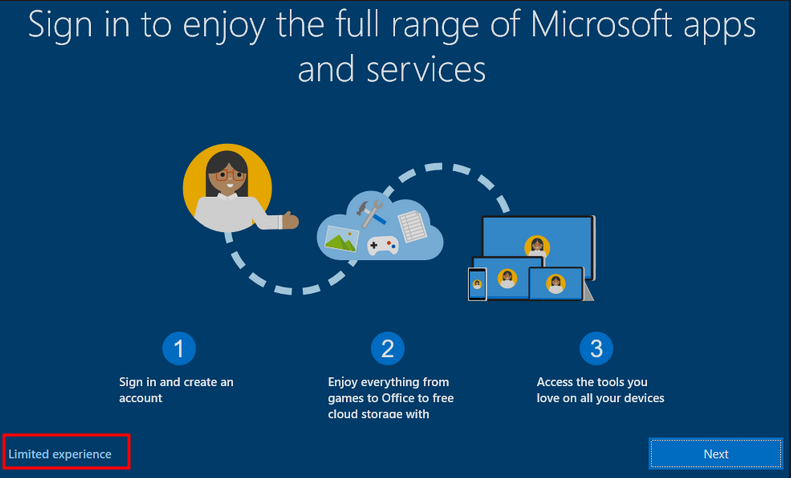 Sign in to enjoy the full range of Microsoft apps
and services
1
Sign in and create an
account
2
Enjoy everything from
games to Office to free
cloud storage with
3
Access the tools you
love on all your devices
Limited experience
Next